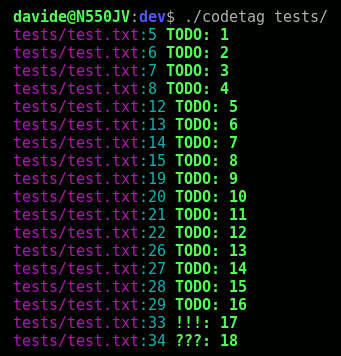 davide@N550JV:dev$ ./codetag tests/
tests/test.txt:5 TODO: 1
tests/test.txt:6 TODO: 2
tests/test.txt:7 TODO: 3
tests/test.txt:8 TODO: 4
tests/test.txt:12 TODO: 5
tests/test.txt:13 TODO: 6
tests/test.txt:14 TODO: 7
tests/test.txt:15 TODO: 8
tests/test.txt:19 TODO: 9
tests/test.txt:20 TODO: 10
tests/test.txt:21 TODO: 11
tests/test.txt:22 TODO: 12
tests/test.txt:26 TODO: 13
tests/test.txt:27 TODO: 14
tests/test.txt:28 TODO: 15
tests/test.txt:29 TODO: 16
tests/test.txt:33 !!!: 17
tests/test.txt:34 ???: 18